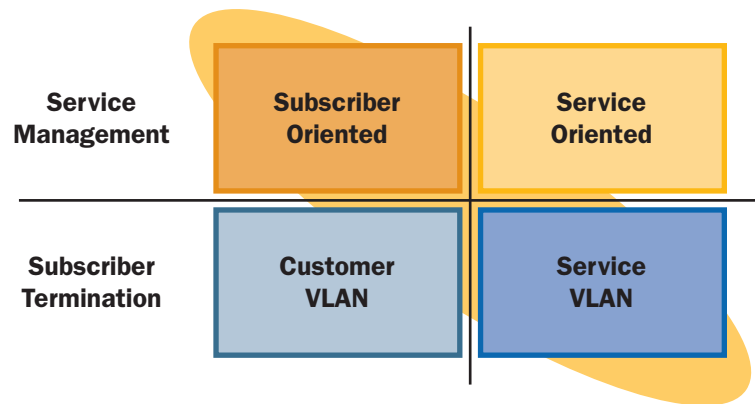 Service
Management
Subscriber
Oriented
Service
Oriented
Subscriber
Termination
Customer
VLAN
Service
VLAN